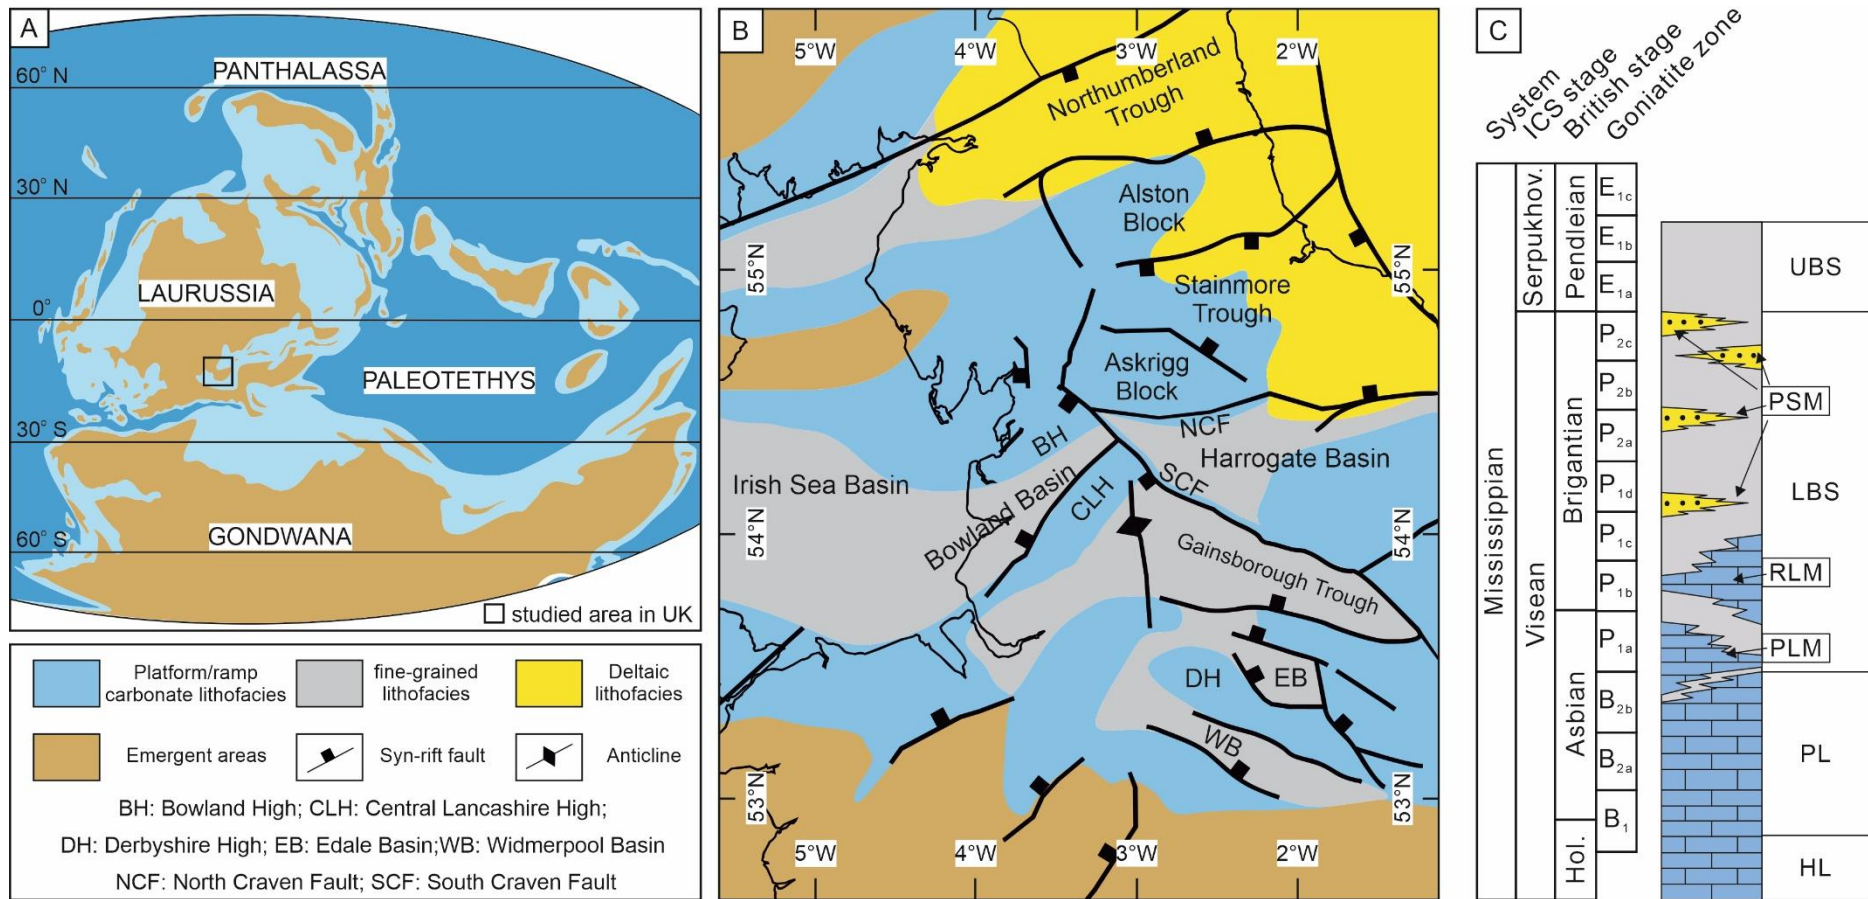 A
60° N
30° N
0°
30° S
60° S
PANTHALASSA
LAURUSSIA
PALEOTETHYS
GONDWANA
studied area in UK
Platform/ramp
carbonate lithofacies
fine-grained
lithofacies
Deltaic
lithofacies
Emergent areas
Syn-rift fault
Anticline
BH: Bowland High; CLH: Central Lancashire High;
DH: Derbyshire High; EB: Edale Basin;WB: Widmerpool Basin
NCF: North Craven Fault; SCF: South Craven Fault
B
5°W
4°W
3°W
2°W
Northumberland
Trough
Alston
Block
55°N
55°N
Stainmore
Trough
Askrigg
Block
NCF
BH
Harrogate Basin
Irish Sea Basin
Bowland Basin
CLH
SCF
54°N
54°N
Gainsborough Trough
DH
EB
WB
53°N
53°N
5°W
4°W
3°W
2°W
C
System
ICS stage
British stage
Goniatite zone
Mississippian
Serpukhov.
Visean
Pendleian
Brigantian
Asbian
Hol.
E1c
E1b
E1a
P2c
P2b
P2a
P1d
P1c
P1b
P1a
B2b
B2a
B1
UBS
PSM
LBS
RLM
PLM
PL
HL